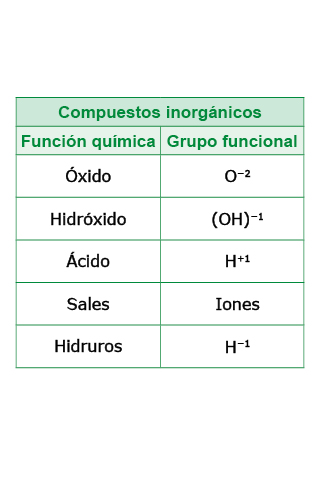 Compuestos inorgánicos
Función química Grupo funcional
Óxido O⁻²
Hidróxido (OH)⁻¹
Ácido H⁺¹
Sales Iones
Hidruros H⁻¹